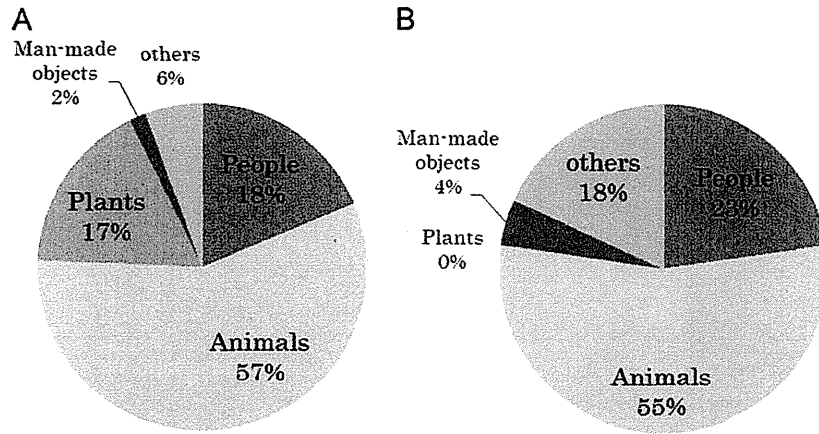 A
Man-made
objects
2%
others
6%
People
18%
Plants
17%
Animals
57%
B
Man-made
objects
4%
others
18%
People
23%
Plants
0%
Animals
55%